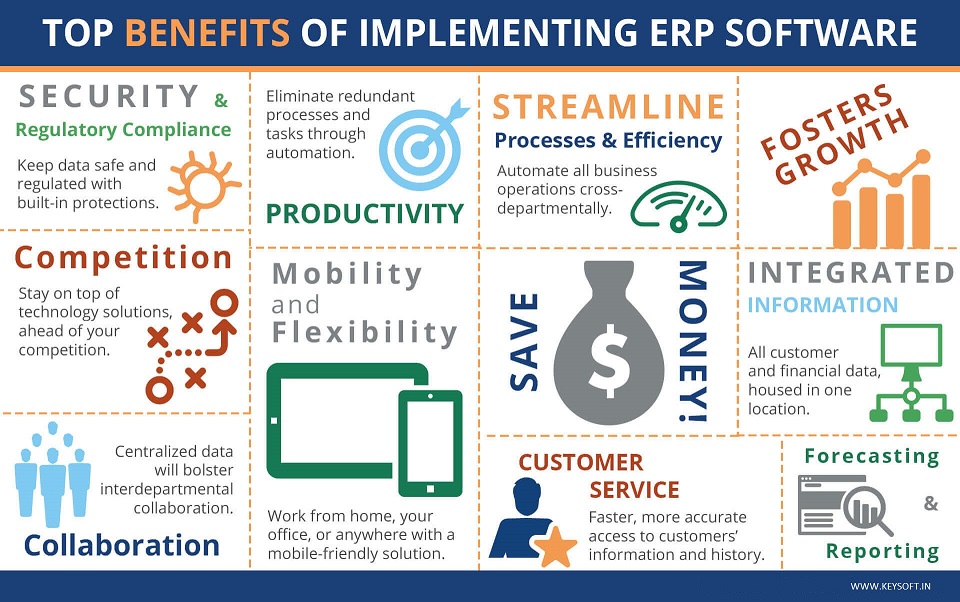 TOP BENEFITS OF IMPLEMENTING ERP SOFTWARE
SECURITY &
Regulatory Compliance
Keep data safe and
regulated with
built-in protections.
Eliminate redundant
processes and
tasks through
automation.
PRODUCTIVITY
STREAMLINE
Processes & Efficiency
Automate all business
operations cross-
departmentally.
FOSTERS
GROWTH
Competition
Stay on top of
technology solutions,
ahead of your
competition.
Mobility
and
Flexibility
Work from home, your
office, or anywhere with a
mobile-friendly solution.
SAVE
$
MONEY!
INTEGRATED
INFORMATION
All customer
and financial data,
housed in one
location.
Centralized data
will bolster
interdepartmental
collaboration.
Collaboration
CUSTOMER
SERVICE
Faster, more accurate
access to customers'
information and history.
Forecasting
&
Reporting
WWW.KEYSOFT.IN